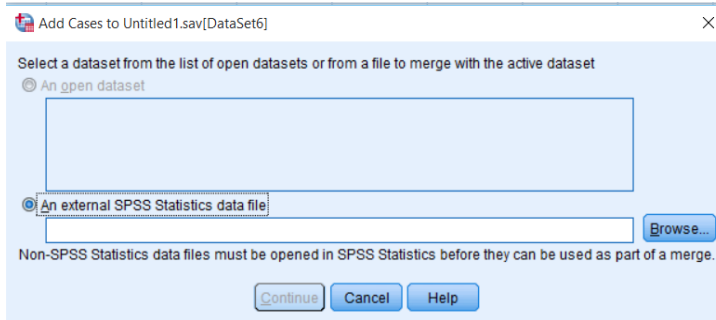 Add Cases to Untitled1.sav[DataSet6]
Select a dataset from the list of open datasets or from a file to merge with the active dataset
An open dataset
An external SPSS Statistics data file
Browse...
Non-SPSS Statistics data files must be opened in SPSS Statistics before they can be used as part of a merge.
Continue Cancel Help